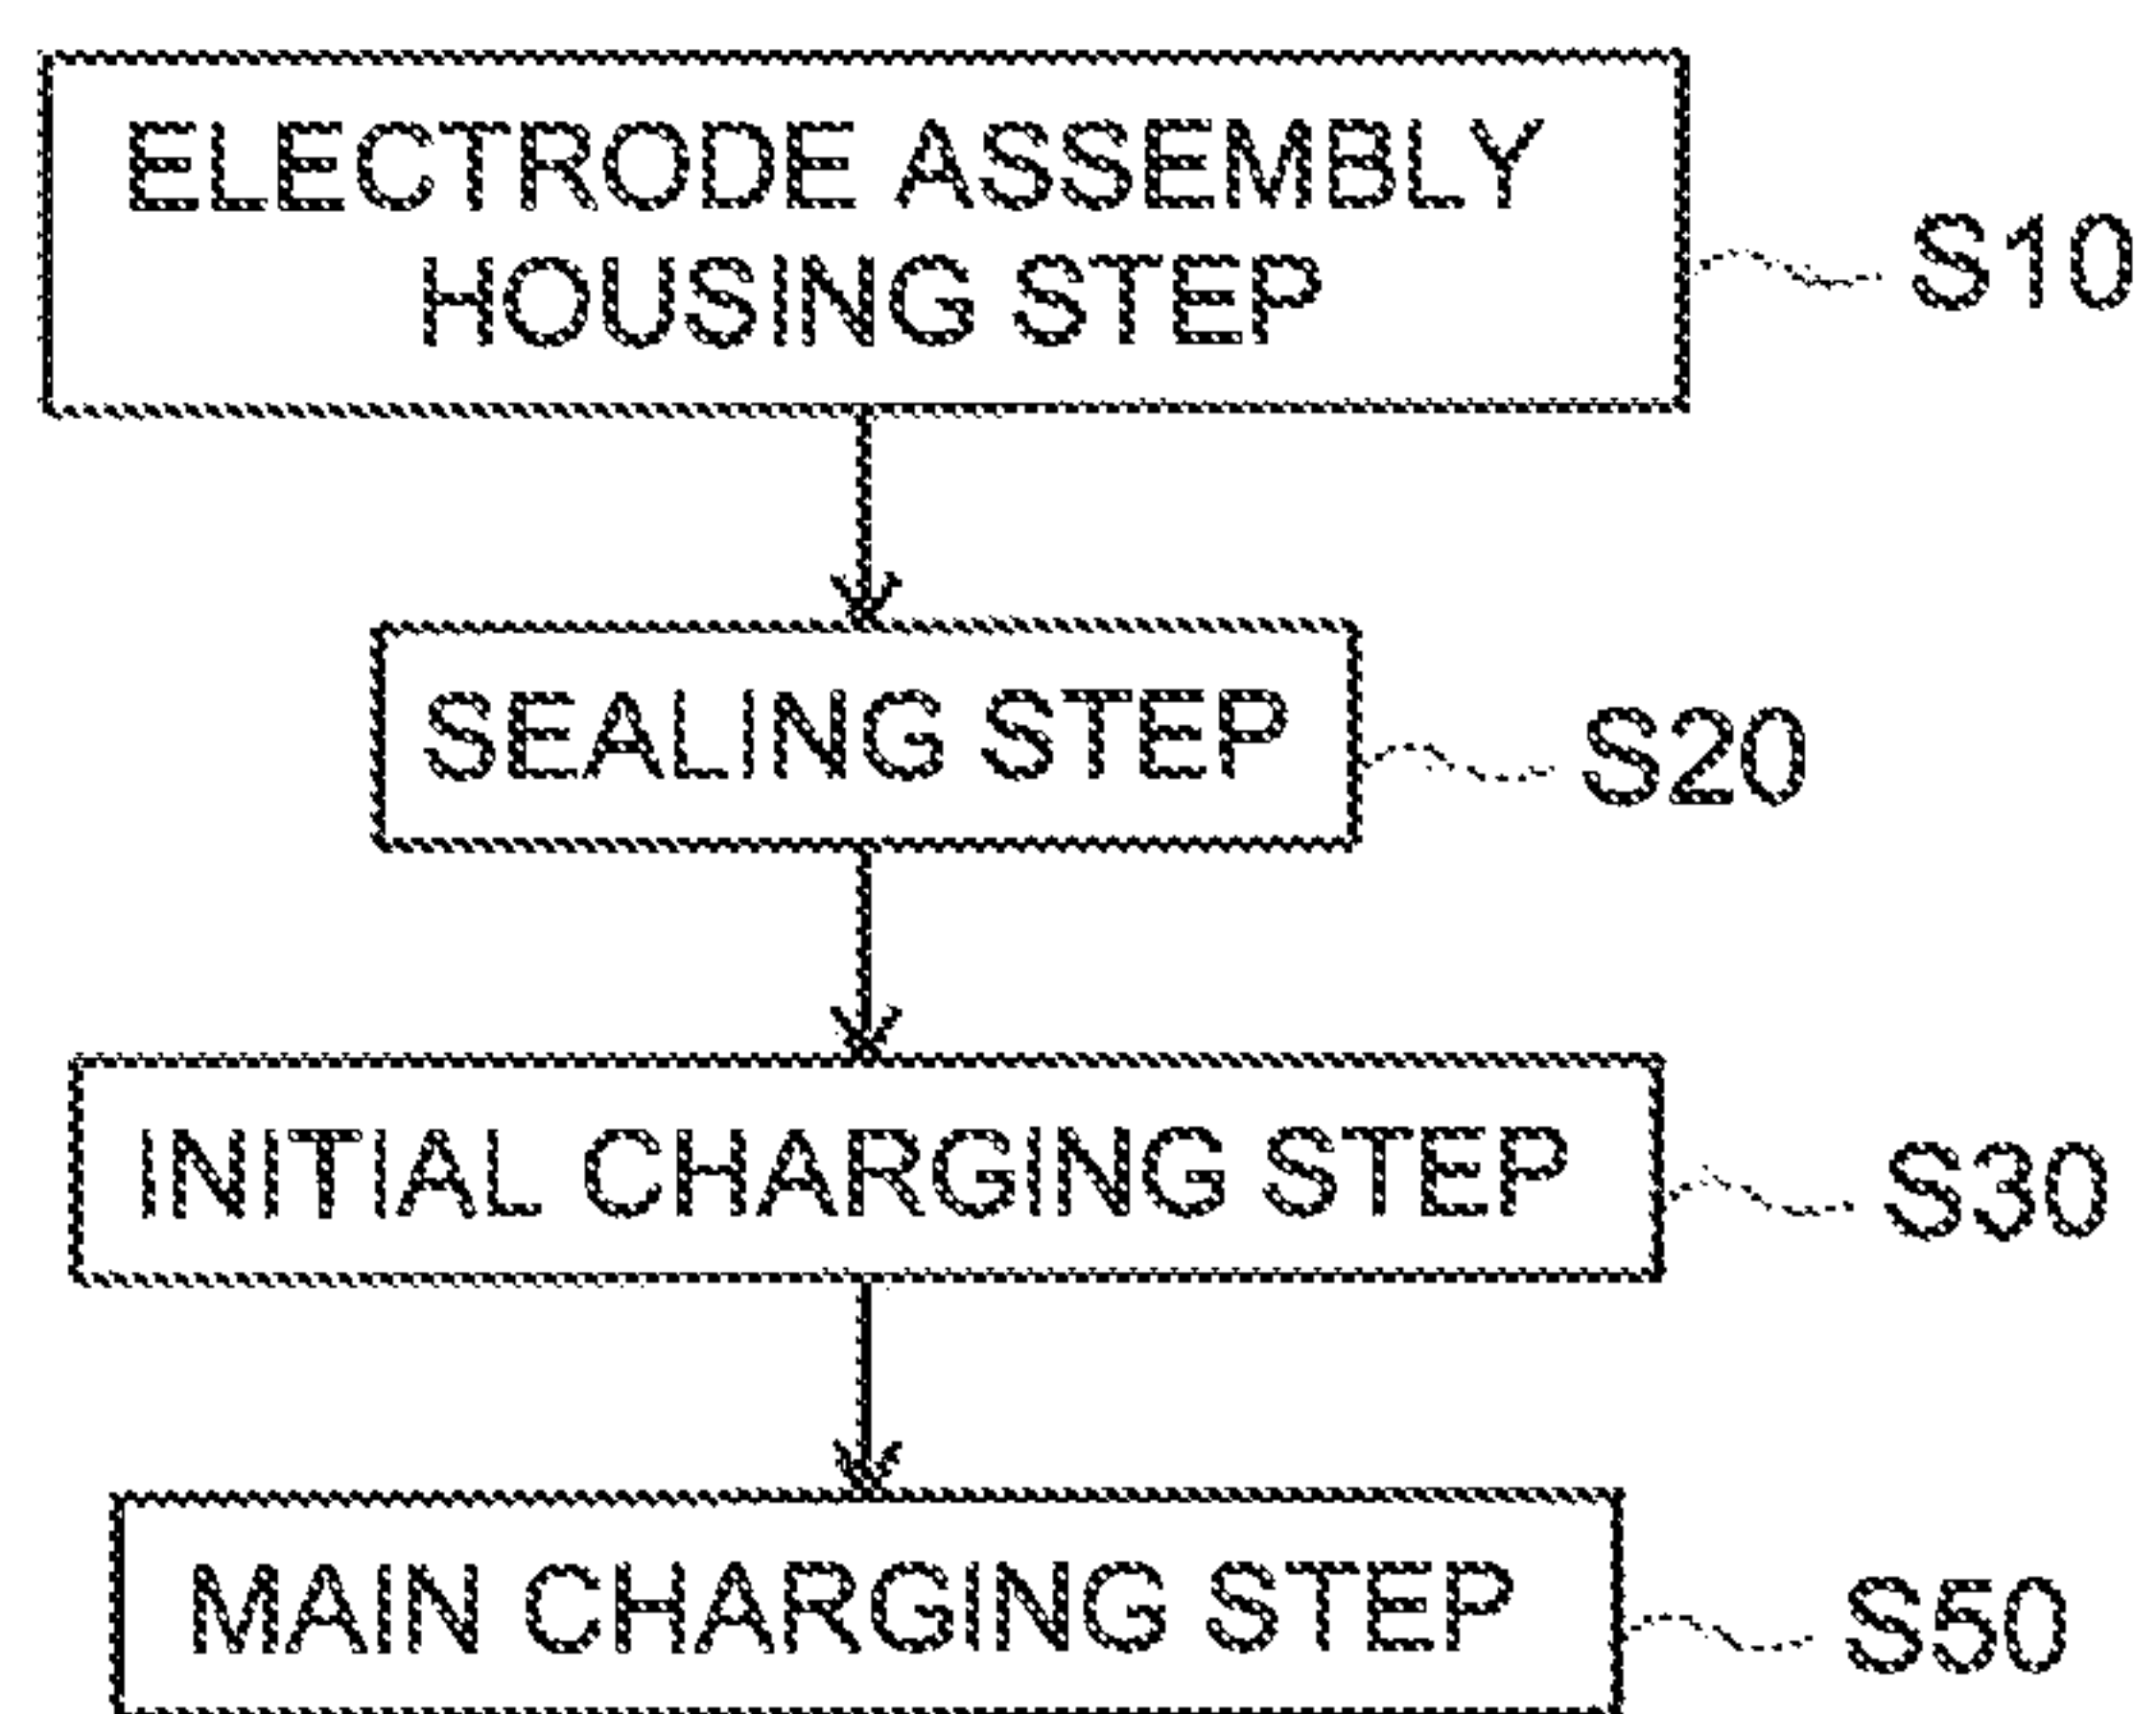 ELECTRODE ASSEMBLY
HOUSING STEP
S10
SEALING STEP
S20
INITIAL CHARGING STEP
S30
MAIN CHARGING STEP
S50